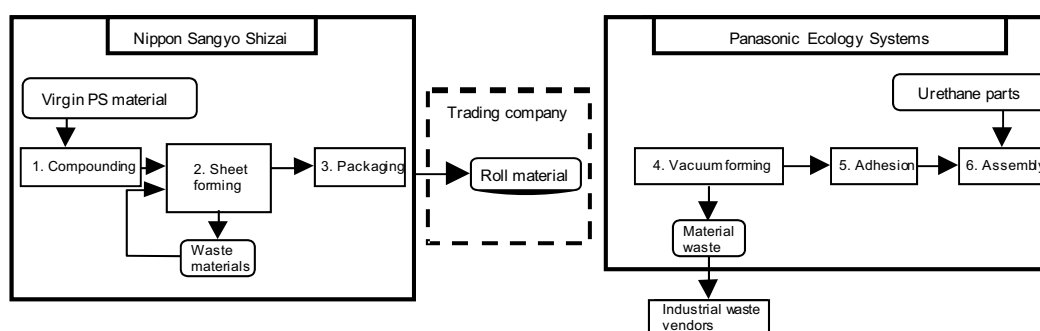 Nippon Sangyo Shizai
Panasonic Ecology Systems
Virgin PS material
Trading company
Urethane parts
1. Compounding
2. Sheet
forming
3. Packaging
Roll material
4. Vacuum forming
5. Adhesion
6. Assembly
Waste
materials
Material
waste
Industrial waste
vendors